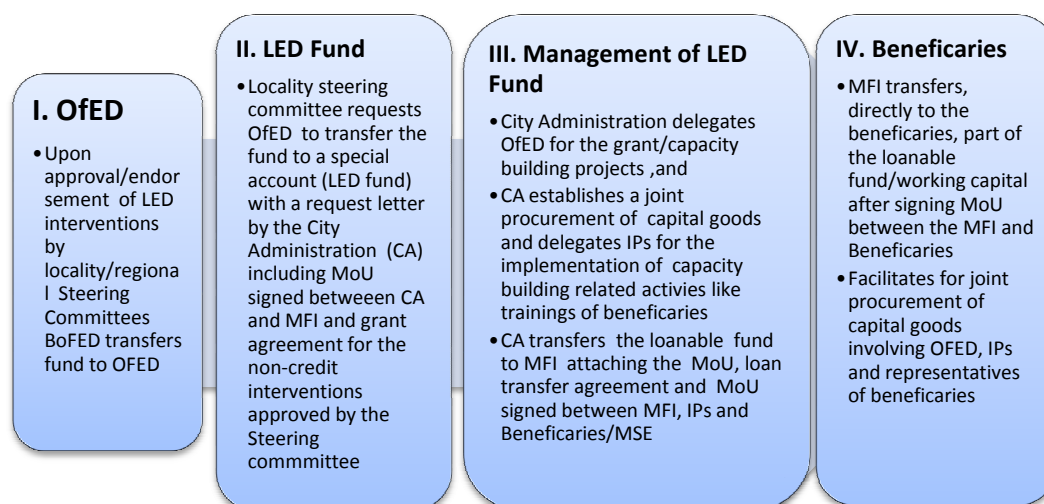 I. OfED
•Upon
approval/endor
sement of LED
interventions
by
locality/regiona
l Steering
Committees
BoFED transfers
fund to OFED
II. LED Fund
•Locality steering
committee requests
OfED to transfer the
fund to a special
account (LED fund)
with a request letter
by the City
Administration (CA)
including MoU
signed betweeen CA
and MFI and grant
agreement for the
non-credit
interventions
approved by the
Steering
commmittee
III. Management of LED
Fund
•City Administration delegates
OfED for the grant/capacity
building projects ,and
•CA establishes a joint
procurement of capital goods
and delegates IPs for the
implementation of capacity
building related activies like
trainings of beneficiaries
•CA transfers the loanable fund
to MFI attaching the MoU, loan
transfer agreement and MoU
signed between MFI, IPs and
Beneficaries/MSE
IV. Beneficaries
•MFI transfers,
directly to the
beneficaries, part of
the loanable
fund/working capital
after signing MoU
between the MFI and
Beneficaries
•Facilitates for joint
procurement of
capital goods
involving OFED, IPs
and representatives
of beneficaries